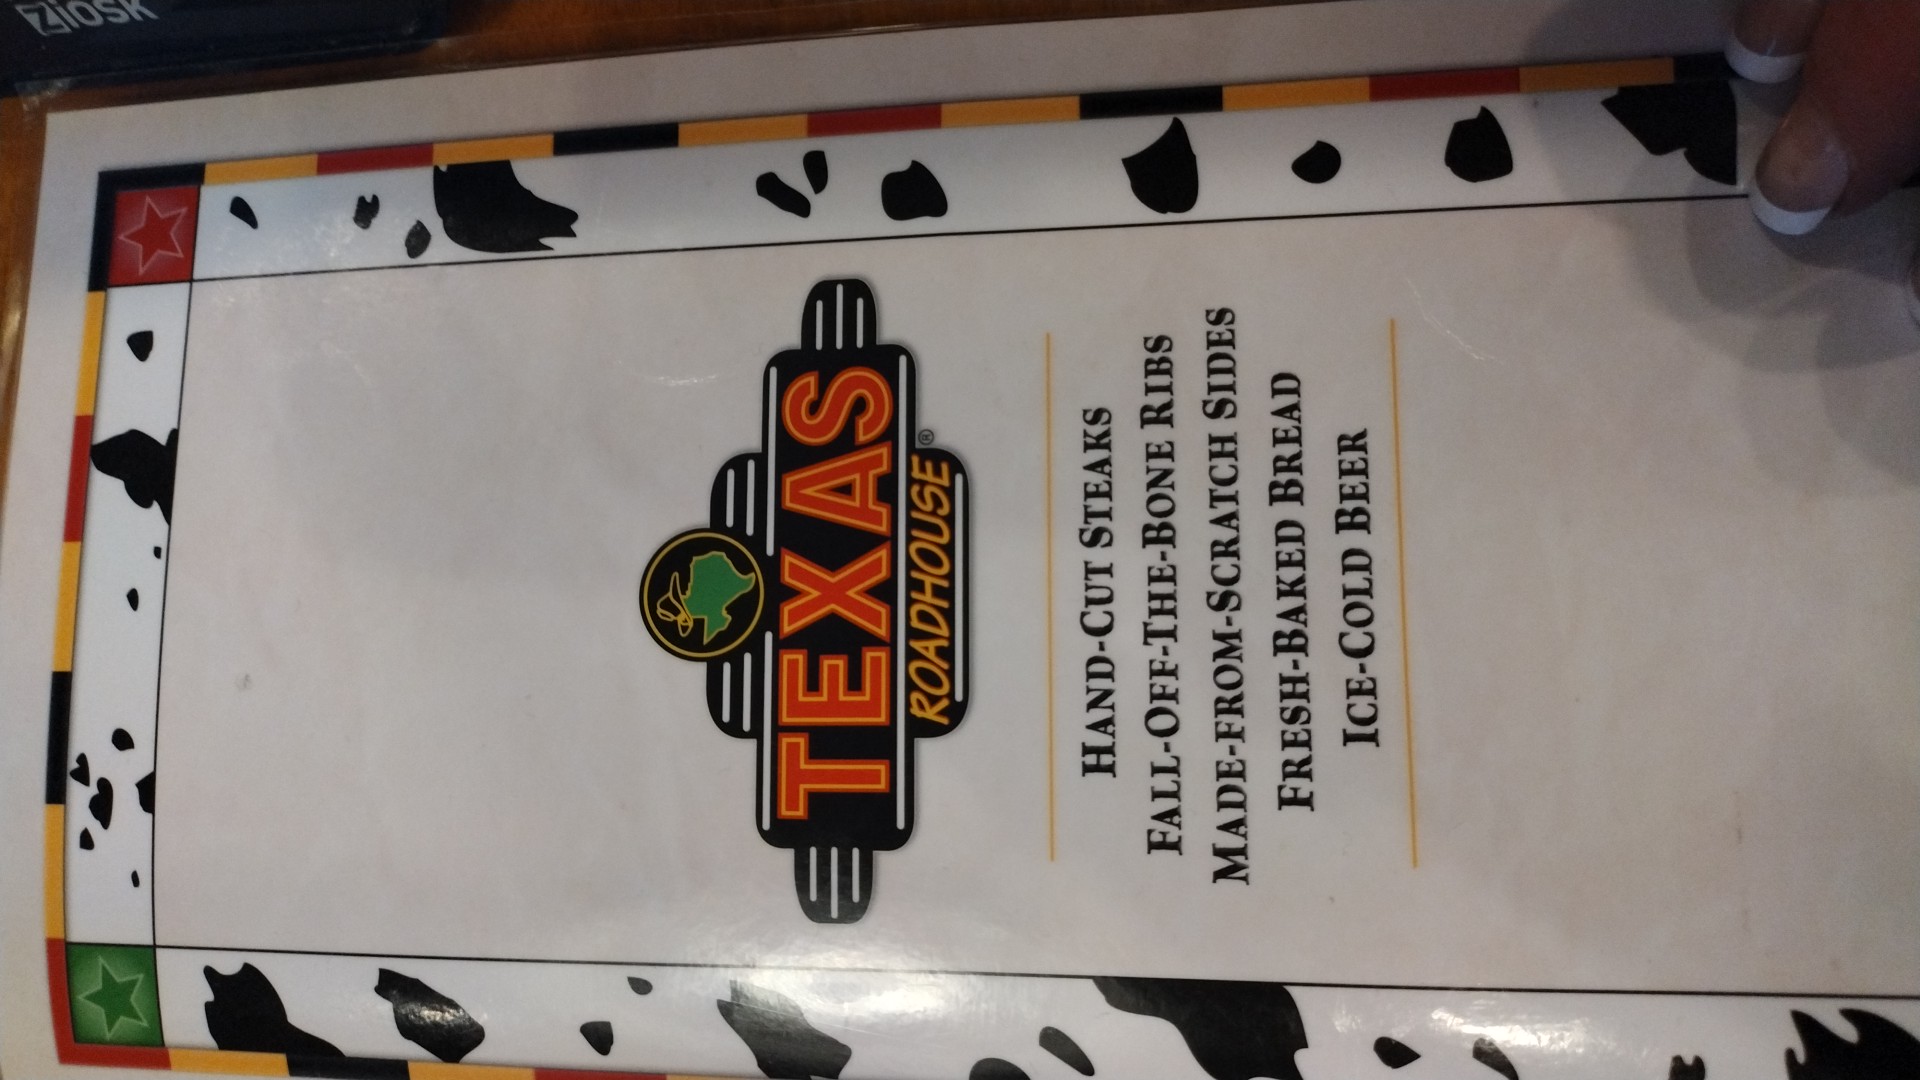 Ziosk
TEXAS
ROADHOUSE®
HAND-CUT STEAKS
FALL-OFF-THE-BONE RIBS
MADE-FROM-SCRATCH SIDES
FRESH-BAKED BREAD
ICE-COLD BEER